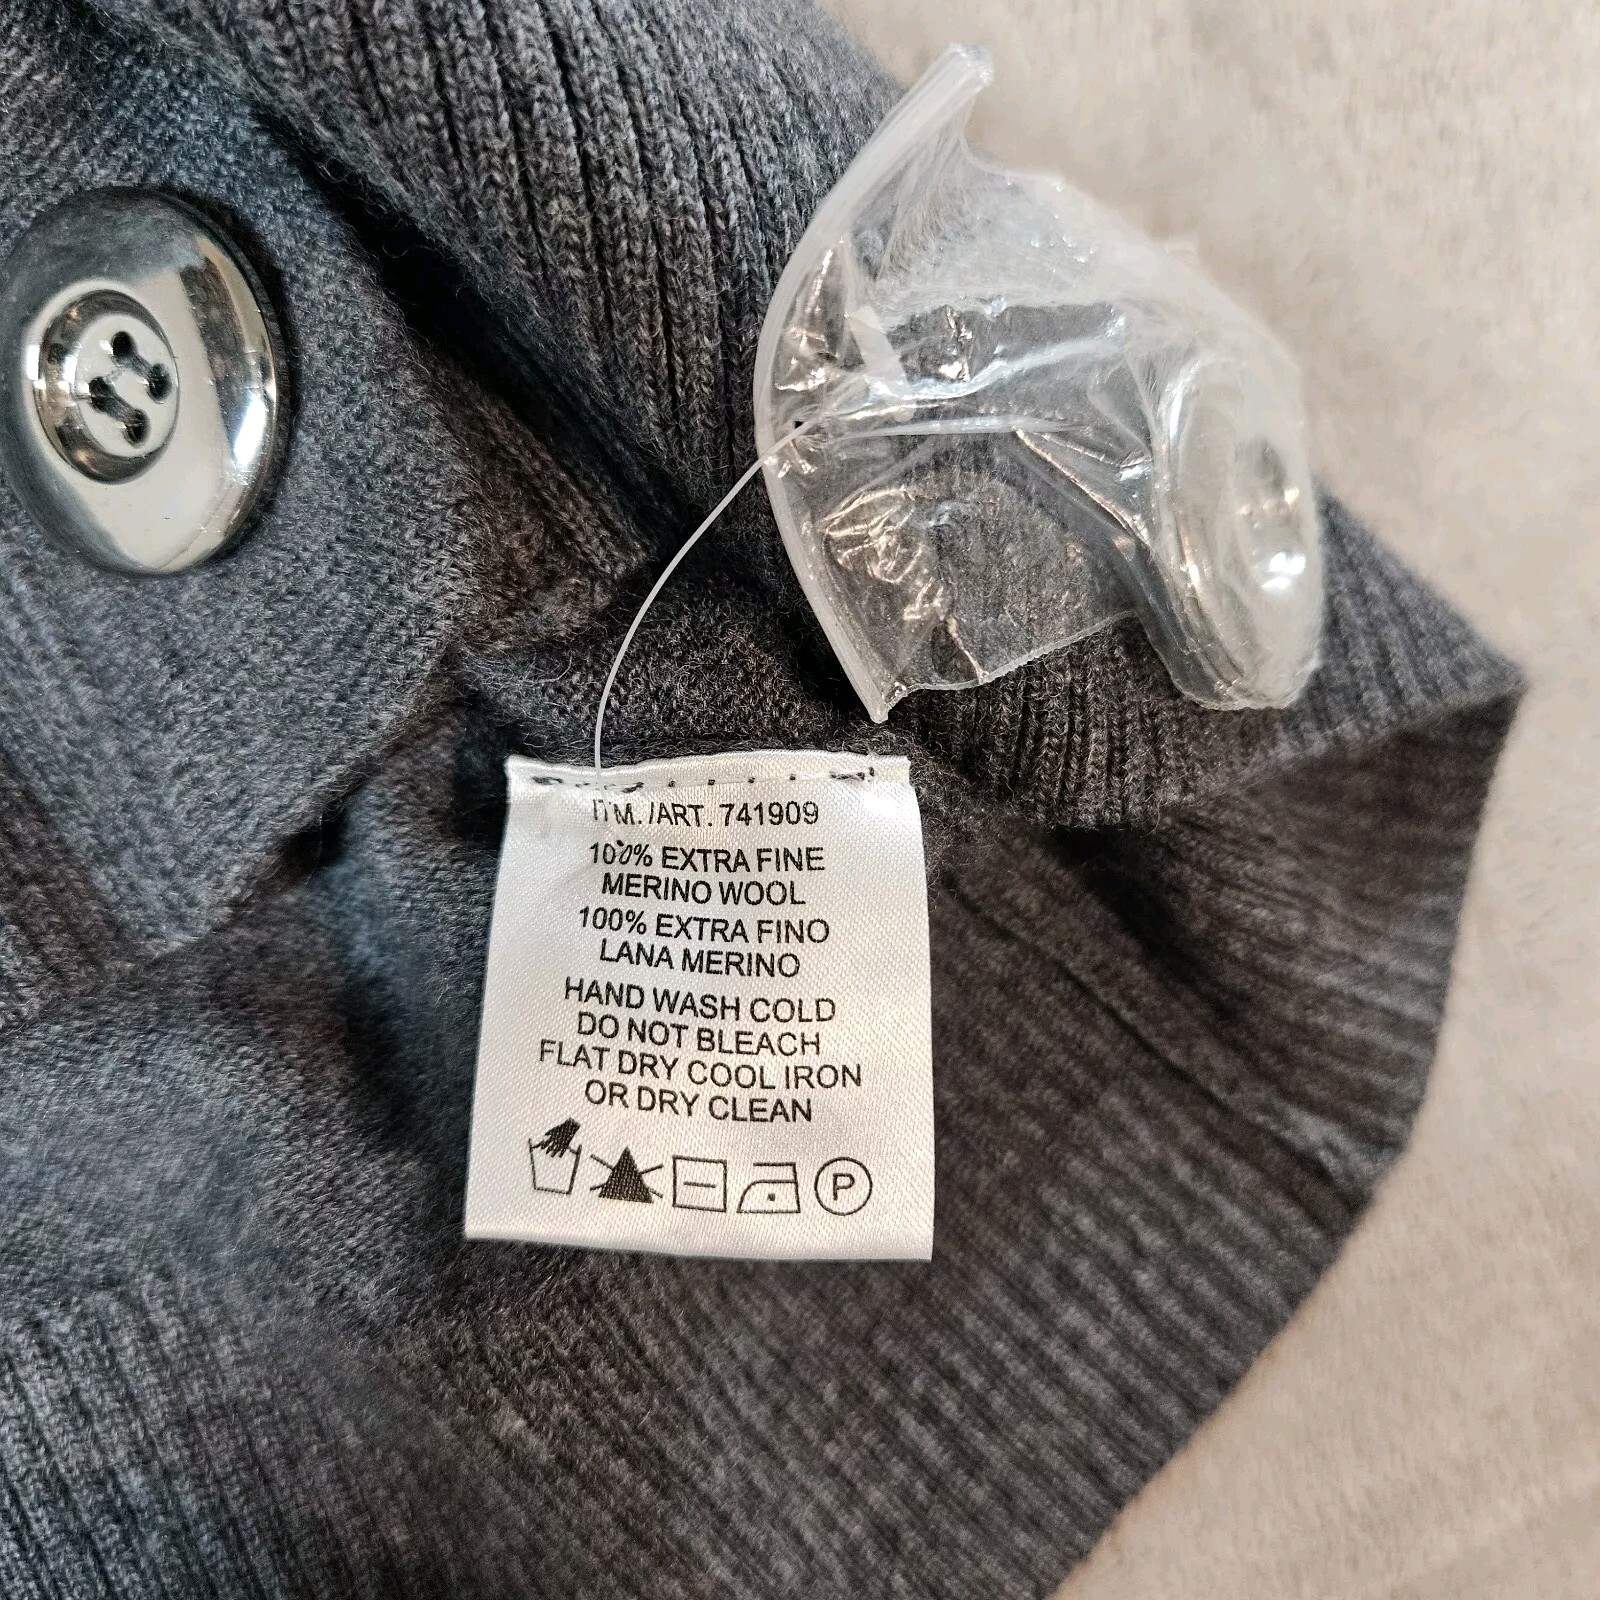 ITM. /ART. 741909
100% EXTRA FINE
MERINO WOOL
100% EXTRA FINO
LANA MERINO
HAND WASH COLD
DO NOT BLEACH
FLAT DRY COOL IRON
OR DRY CLEAN
P